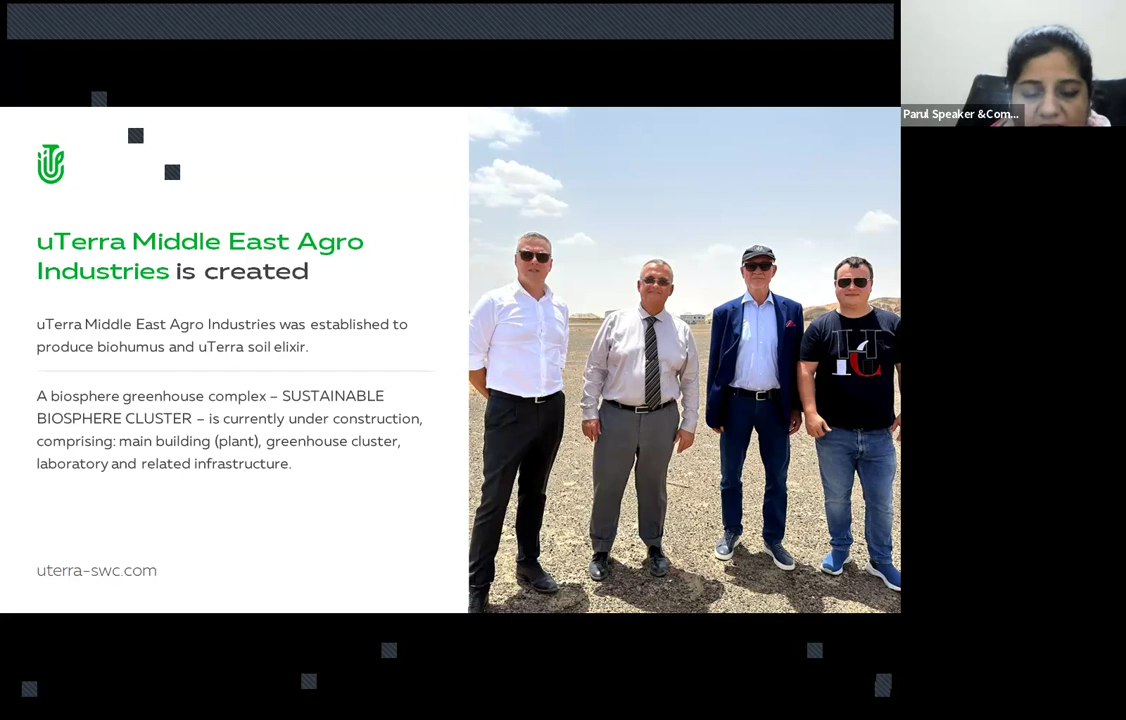 Parul Speaker &Com...
uTerra Middle East Agro
Industries is created
uTerra Middle East Agro Industries was established to
produce biohumus and uTerra soil elixir.
A biosphere greenhouse complex – SUSTAINABLE
BIOSPHERE CLUSTER – is currently under construction,
comprising: main building (plant), greenhouse cluster,
laboratory and related infrastructure.
uterra-swc.com